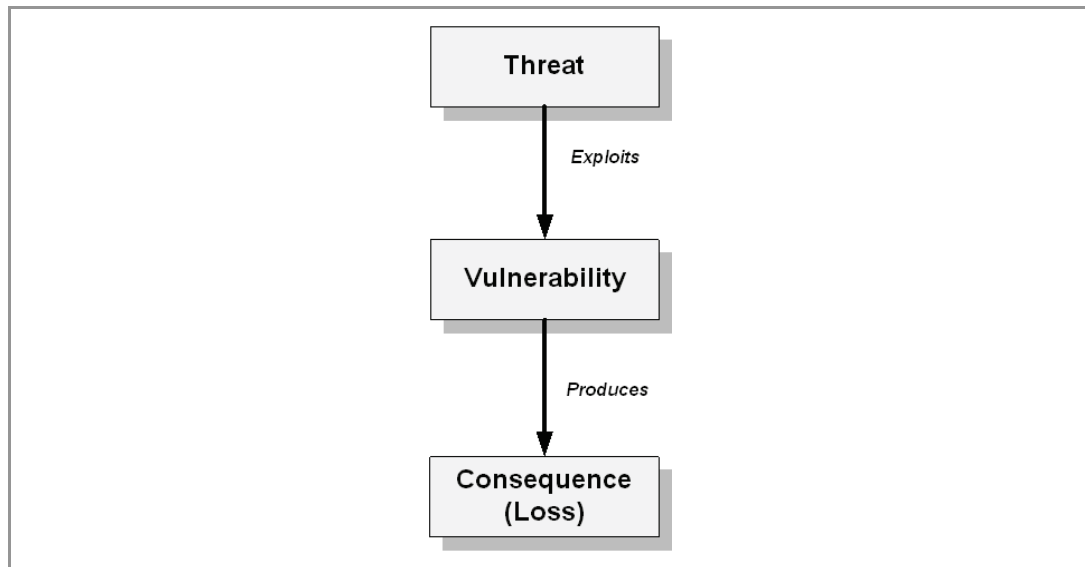 Threat
Exploits
Vulnerability
Produces
Consequence
(Loss)